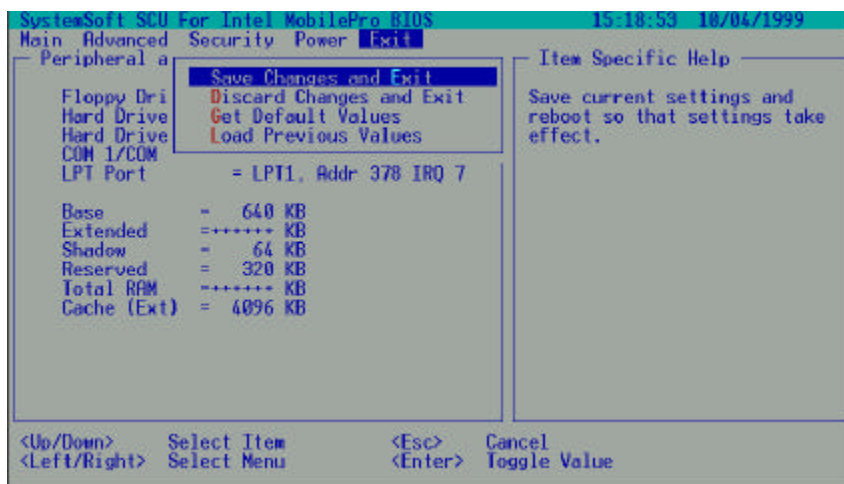 SystemSoft SCU For Intel MobilePro BIOS 15:18:53 10/04/1999
Main Advanced Security Power Exit
Peripheral a
Save Changes and Exit
Discard Changes and Exit
Get Default Values
Load Previous Values
Floppy Dri
Hard Drive
Hard Drive
COM 1/COM
LPT Port = LPT1, Addr 378 IRQ 7
Base = 640 KB
Extended =++++++ KB
Shadow = 64 KB
Reserved = 320 KB
Total RAM =++++++ KB
Cache (Ext) = 4096 KB
Item Specific Help
Save current settings and
reboot so that settings take
effect.
<Up/Down> Select Item <Esc> Cancel
<Left/Right> Select Menu <Enter> Toggle Value